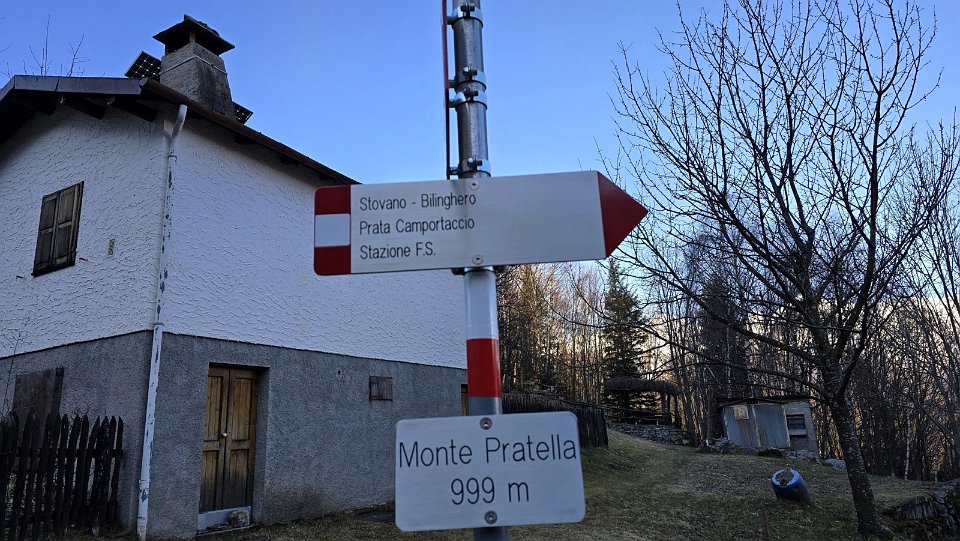 Stovano - Bilinghero
Prata Camportaccio
Stazione F.S.
Monte Pratella
999 m